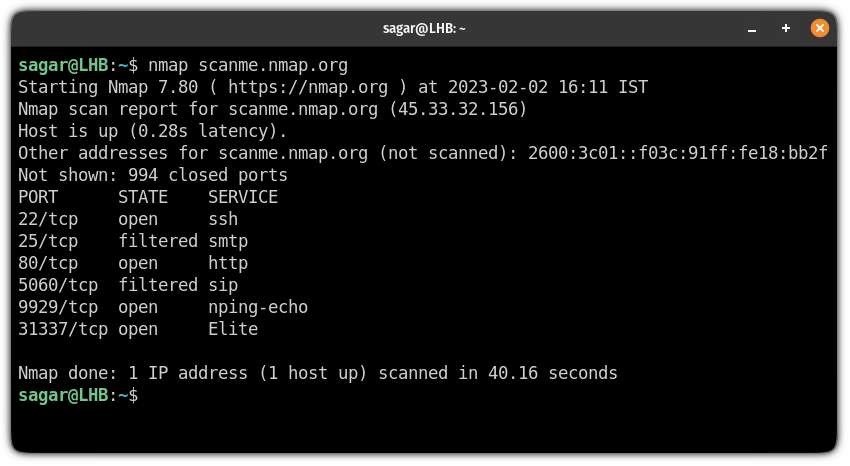 sagar@LHB: ~
sagar@LHB:~$ nmap scanme.nmap.org
Starting Nmap 7.80 ( https://nmap.org ) at 2023-02-02 16:11 IST
Nmap scan report for scanme.nmap.org (45.33.32.156)
Host is up (0.28s latency).
Other addresses for scanme.nmap.org (not scanned): 2600:3c01::f03c:91ff:fe18:bb2f
Not shown: 994 closed ports
PORT      STATE    SERVICE
22/tcp    open     ssh
25/tcp    filtered smtp
80/tcp    open     http
5060/tcp  filtered sip
9929/tcp  open     nping-echo
31337/tcp open     Elite

Nmap done: 1 IP address (1 host up) scanned in 40.16 seconds
sagar@LHB:~$